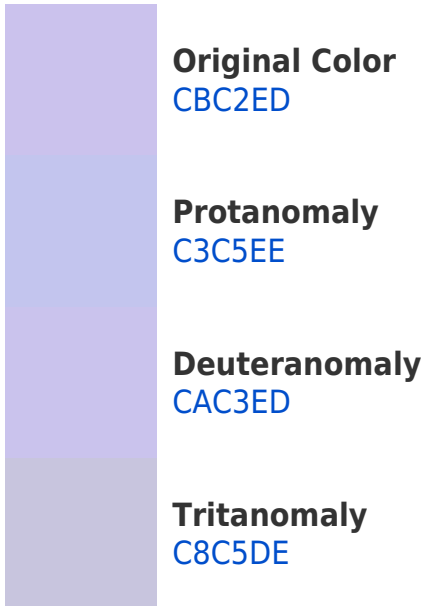 Original Color
CBC2ED
Protanomaly
C3C5EE
Deuteranomaly
CAC3ED
Tritanomaly
C8C5DE